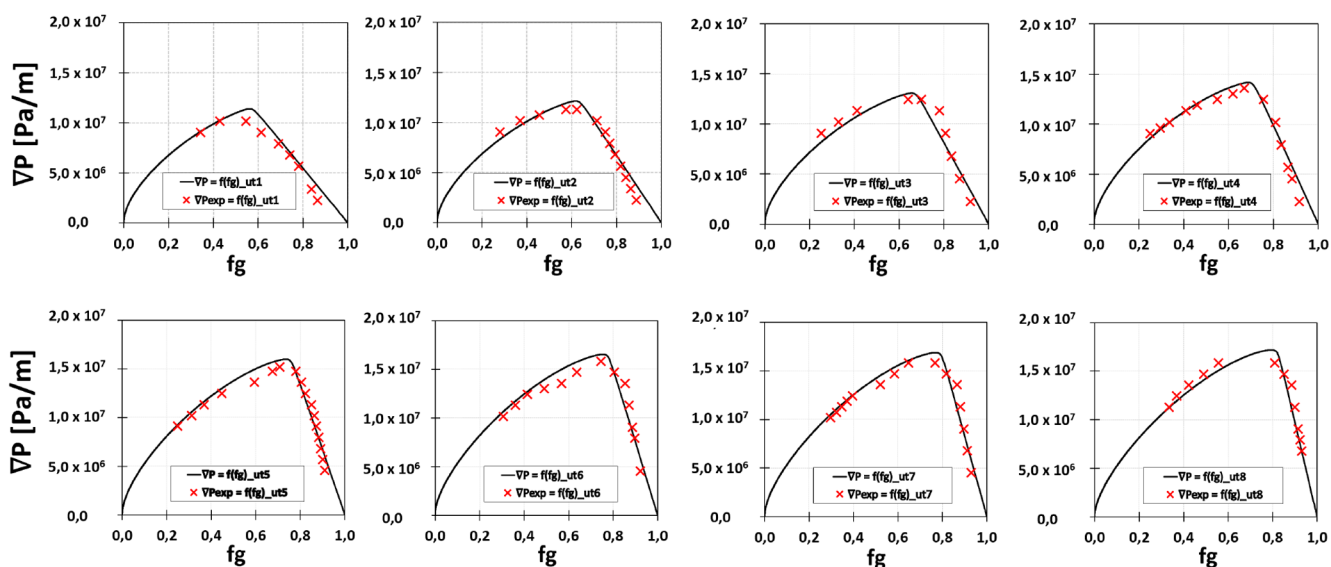 ∇P [Pa/m]
2,0 x 10⁷
1,5 x 10⁷
1,0 x 10⁷
5,0 x 10⁶
0,0
∇P = f(fg)_ut1
∇Pexp = f(fg)_ut1
0,0 0,2 0,4 0,6 0,8 1,0
fg
2,0 x 10⁷
1,5 x 10⁷
1,0 x 10⁷
5,0 x 10⁶
0,0
∇P = f(fg)_ut2
∇Pexp = f(fg)_ut2
0,0 0,2 0,4 0,6 0,8 1,0
fg
2,0 x 10⁷
1,5 x 10⁷
1,0 x 10⁷
5,0 x 10⁶
0,0
∇P = f(fg)_ut3
∇Pexp = f(fg)_ut3
0,0 0,2 0,4 0,6 0,8 1,0
fg
2,0 x 10⁷
1,5 x 10⁷
1,0 x 10⁷
5,0 x 10⁶
0,0
∇P = f(fg)_ut4
∇Pexp = f(fg)_ut4
0,0 0,2 0,4 0,6 0,8 1,0
fg
∇P [Pa/m]
2,0 x 10⁷
1,5 x 10⁷
1,0 x 10⁷
5,0 x 10⁶
0,0
∇P = f(fg)_ut5
∇Pexp = f(fg)_ut5
0,0 0,2 0,4 0,6 0,8 1,0
fg
2,0 x 10⁷
1,5 x 10⁷
1,0 x 10⁷
5,0 x 10⁶
0,0
∇P = f(fg)_ut6
∇Pexp = f(fg)_ut6
0,0 0,2 0,4 0,6 0,8 1,0
fg
2,0 x 10⁷
1,5 x 10⁷
1,0 x 10⁷
5,0 x 10⁶
0,0
∇P = f(fg)_ut7
∇Pexp = f(fg)_ut7
0,0 0,2 0,4 0,6 0,8 1,0
fg
2,0 x 10⁷
1,5 x 10⁷
1,0 x 10⁷
5,0 x 10⁶
0,0
∇P = f(fg)_ut8
∇Pexp = f(fg)_ut8
0,0 0,2 0,4 0,6 0,8 1,0
fg